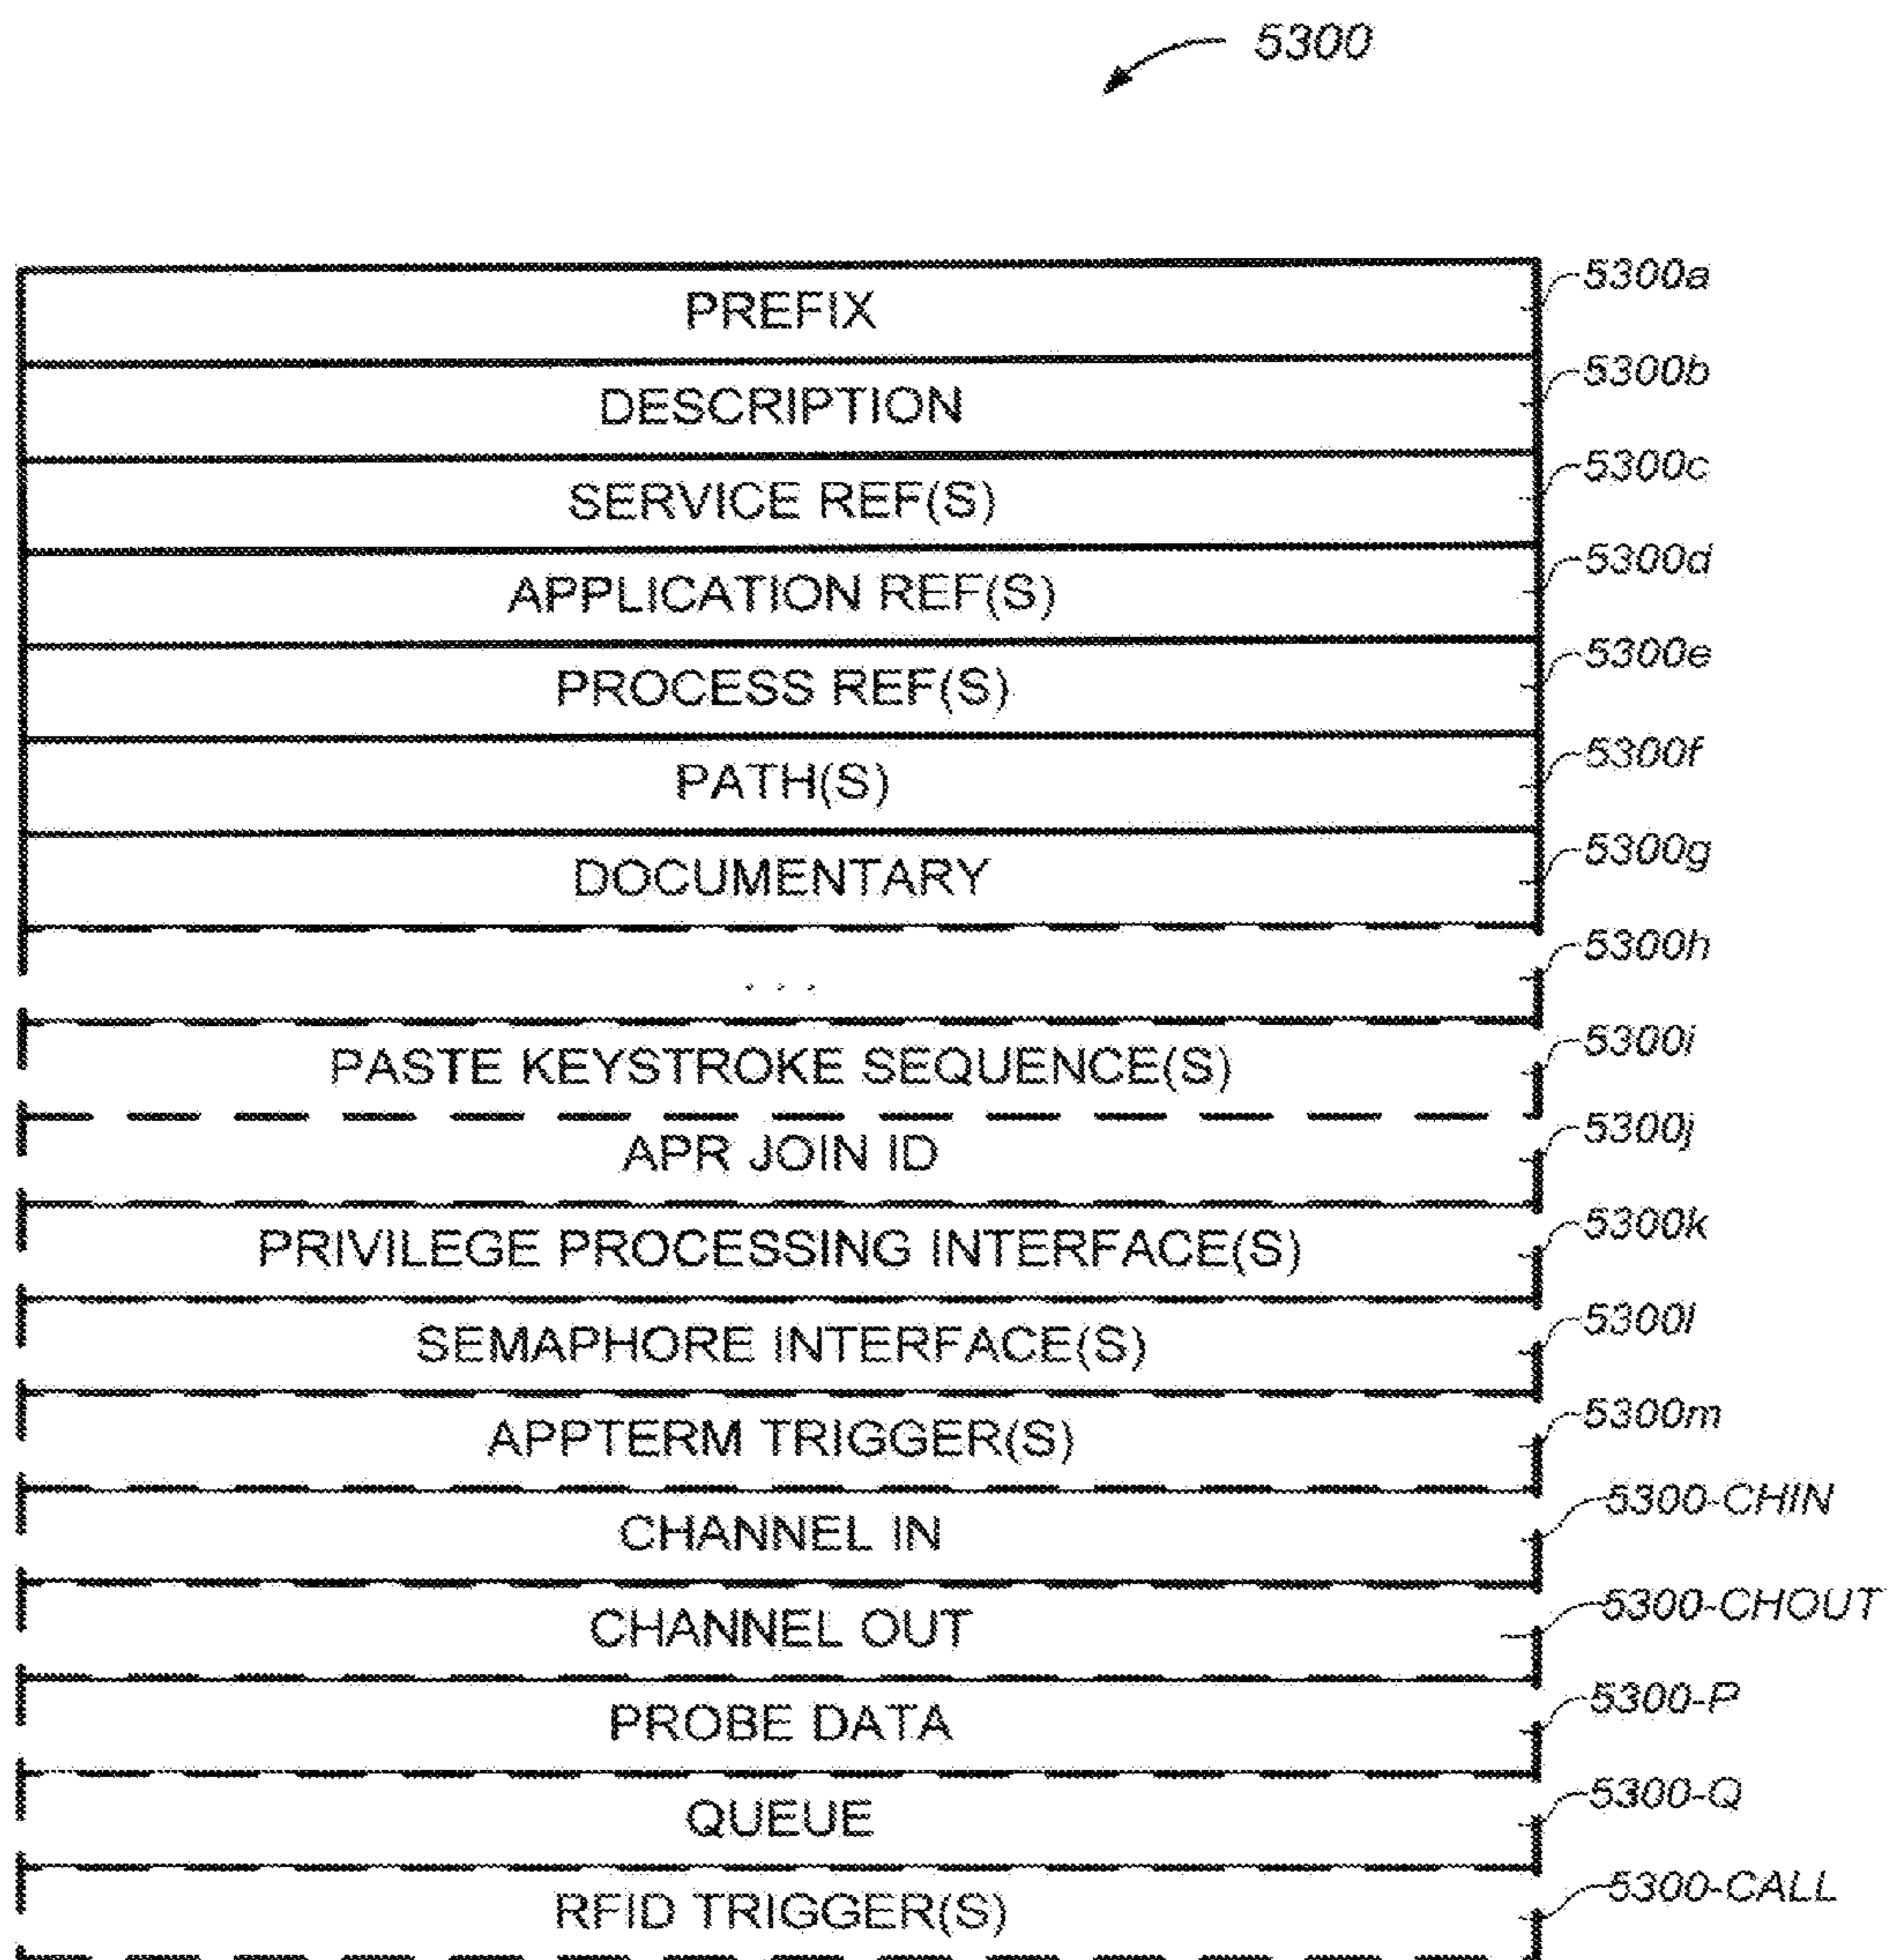 5300
PREFIX 5300a
DESCRIPTION 5300b
SERVICE REF(S) 5300c
APPLICATION REF(S) 5300d
PROCESS REF(S) 5300e
PATH(S) 5300f
DOCUMENTARY 5300g
... 5300h
PASTE KEYSTROKE SEQUENCE(S) 5300i
APR JOIN ID 5300j
PRIVILEGE PROCESSING INTERFACE(S) 5300k
SEMAPHORE INTERFACE(S) 5300l
APPTERM TRIGGER(S) 5300m
CHANNEL IN 5300-CHIN
CHANNEL OUT 5300-CHOUT
PROBE DATA 5300-P
QUEUE 5300-Q
RFID TRIGGER(S) 5300-CALL